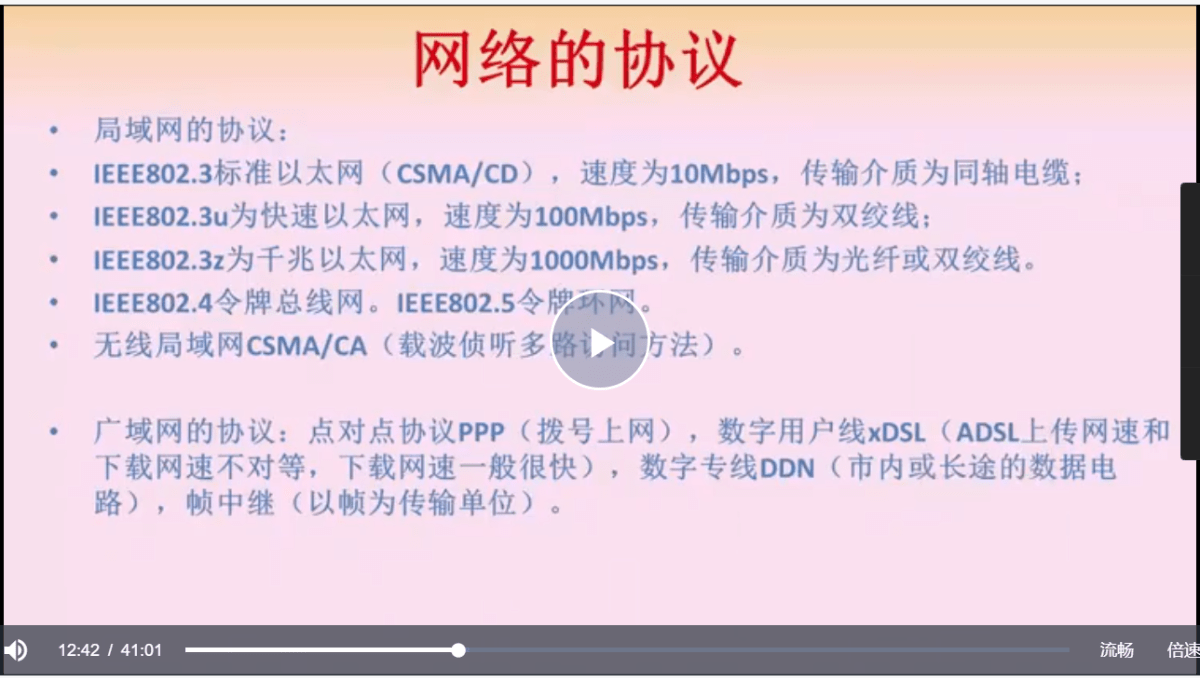 网络的协议
• 局域网的协议：
• IEEE802.3标准以太网（CSMA/CD），速度为10Mbps，传输介质为同轴电缆；
• IEEE802.3u为快速以太网，速度为100Mbps，传输介质为双绞线；
• IEEE802.3z为千兆以太网，速度为1000Mbps，传输介质为光纤或双绞线。
• IEEE802.4令牌总线网。IEEE802.5令牌环网。
• 无线局域网CSMA/CA（载波侦听多路访问方法）。
• 广域网的协议：点对点协议PPP（拨号上网），数字用户线xDSL（ADSL上传网速和
下载网速不对等，下载网速一般很快），数字专线DDN（市内或长途的数据电
路），帧中继（以帧为传输单位）。
12:42 / 41:01 流畅 倍速